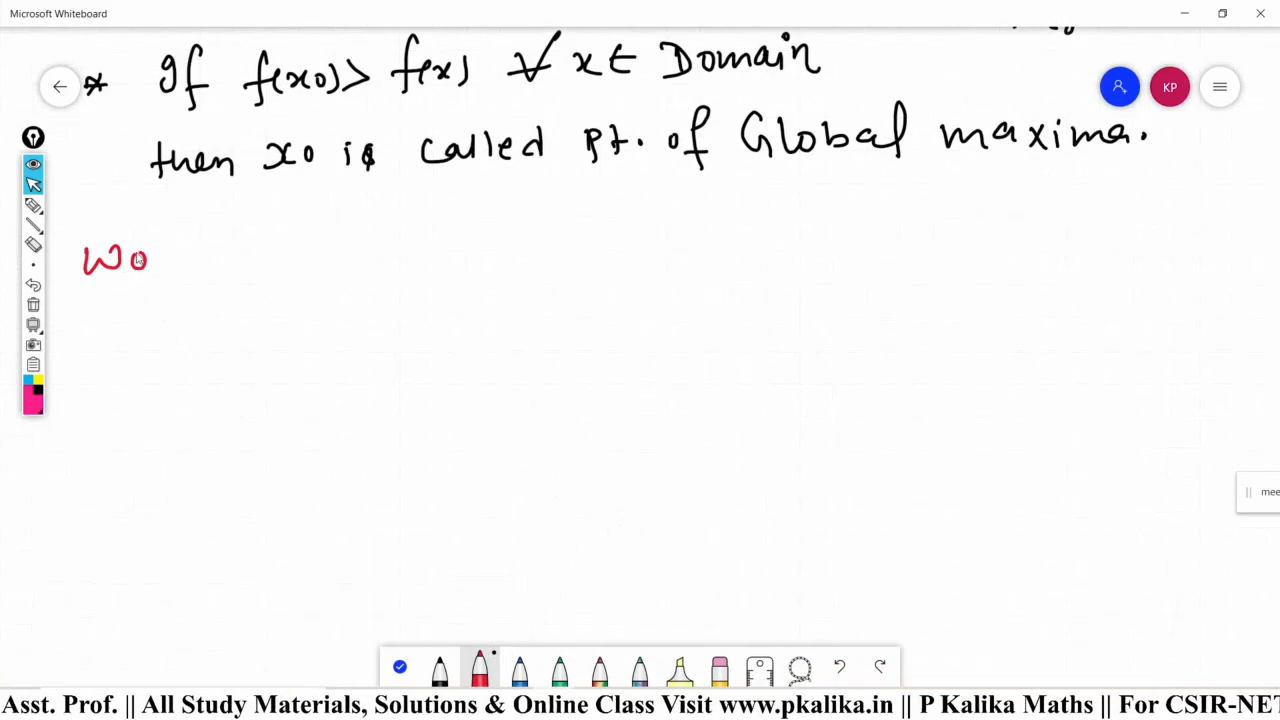 Microsoft Whiteboard
* If f(x0) > f(x) ∀ x ∈ Domain
KP
then x0 is called pt. of Global maxima.
Wo
mee
Asst. Prof. || All Study Materials, Solutions & Online Class Visit www.pkalika.in || P Kalika Maths || For CSIR-NET